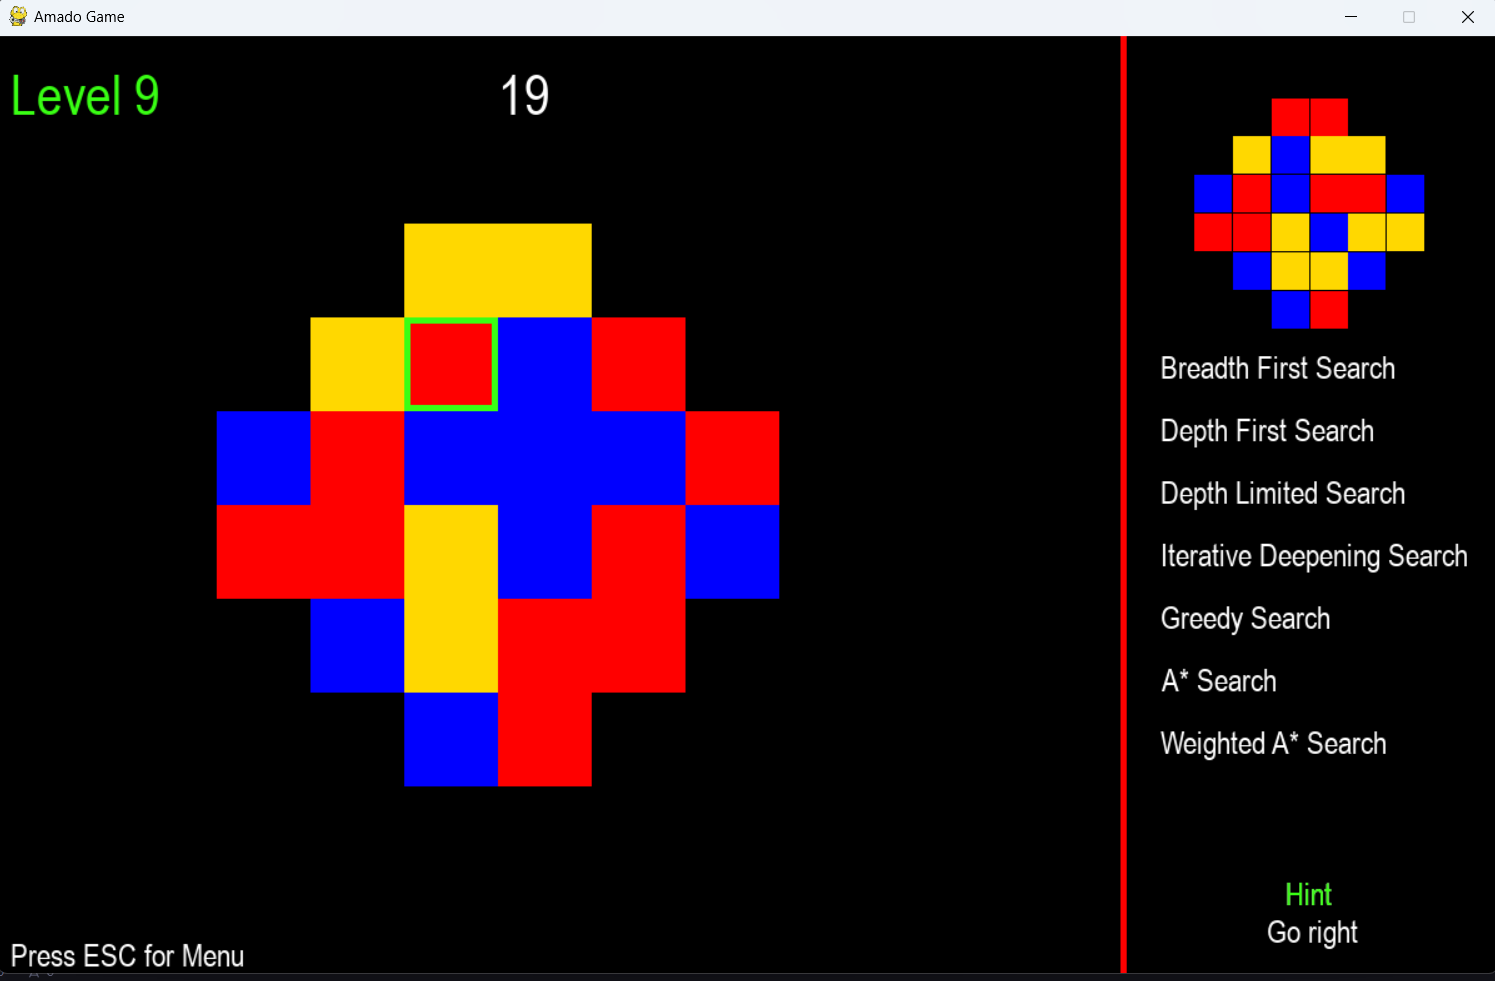 Amado Game
Level 9
19
Breadth First Search
Depth First Search
Depth Limited Search
Iterative Deepening Search
Greedy Search
A* Search
Weighted A* Search
Hint
Go right
Press ESC for Menu